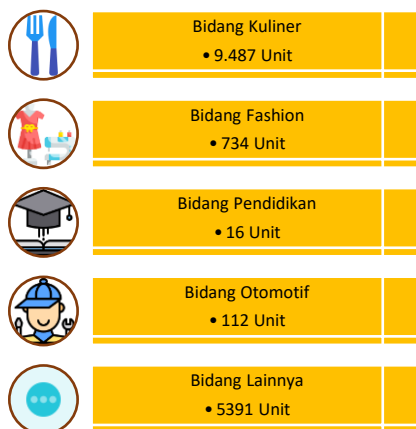 Bidang Kuliner
• 9.487 Unit
Bidang Fashion
• 734 Unit
Bidang Pendidikan
• 16 Unit
Bidang Otomotif
• 112 Unit
Bidang Lainnya
• 5391 Unit